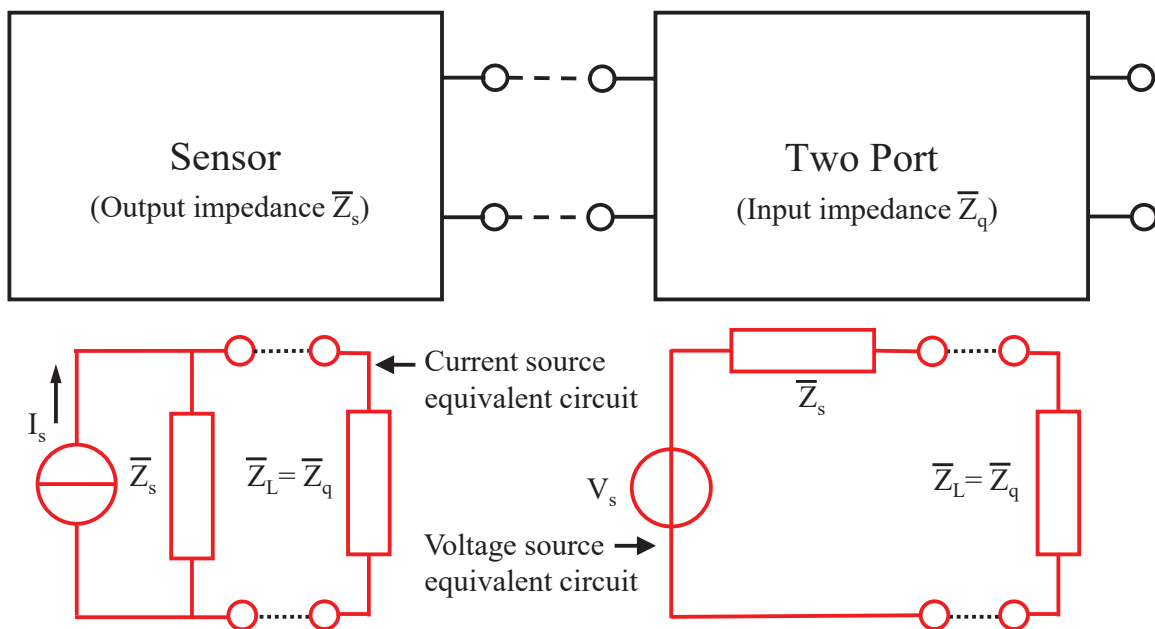 Sensor
(Output impedance Z̅ₛ)
Two Port
(Input impedance Z̅q)
Current source
equivalent circuit
Iₛ
Z̅ₛ
Z̅L = Z̅q
Z̅ₛ
Vₛ
Z̅L = Z̅q
Voltage source
equivalent circuit